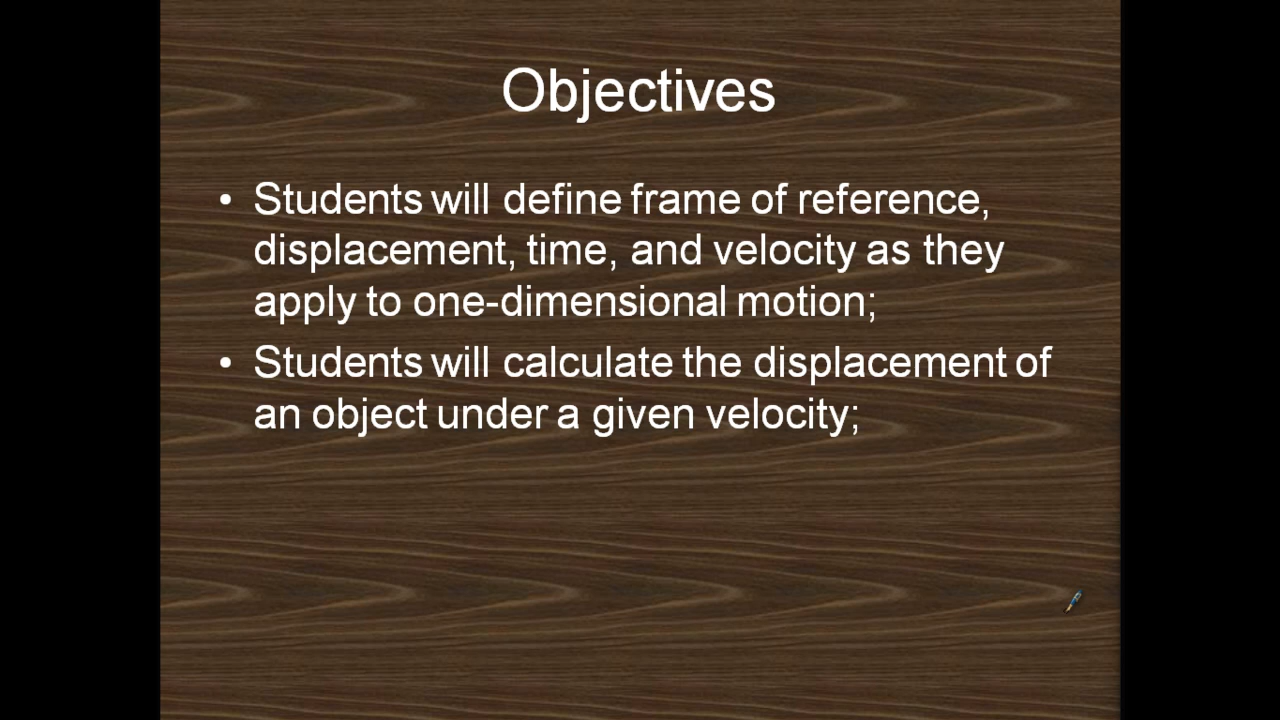 Objectives
• Students will define frame of reference,
displacement, time, and velocity as they
apply to one-dimensional motion;
• Students will calculate the displacement of
an object under a given velocity;